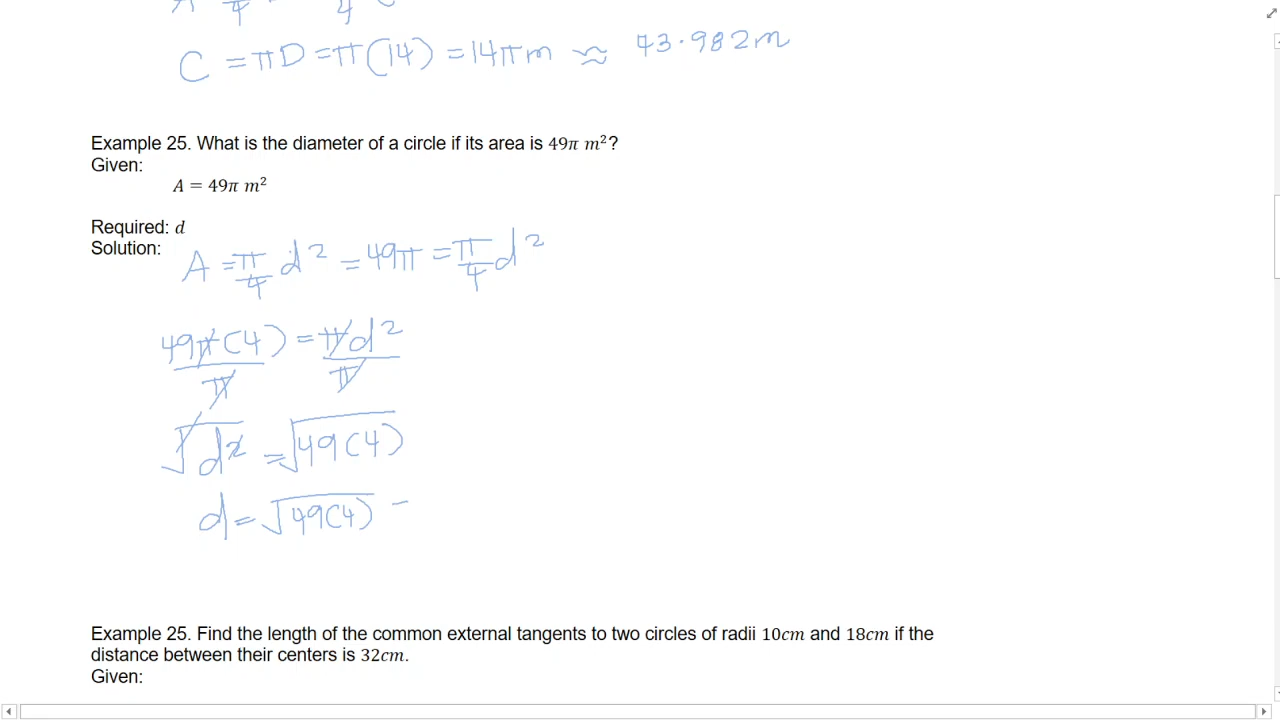 C = πD = π(14) = 14πm ≈ 43.982m
Example 25. What is the diameter of a circle if its area is 49π m²?
Given:
A = 49π m²
Required: d
Solution:
A = π/4 d² = 49π = π/4 d²
49π(4)/π = πd²/π
√d² = √49(4)
d = √49(4) =
Example 25. Find the length of the common external tangents to two circles of radii 10cm and 18cm if the
distance between their centers is 32cm.
Given: